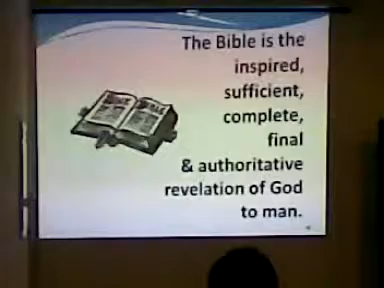 The Bible is the
inspired,
sufficient,
complete,
final
& authoritative
revelation of God
to man.